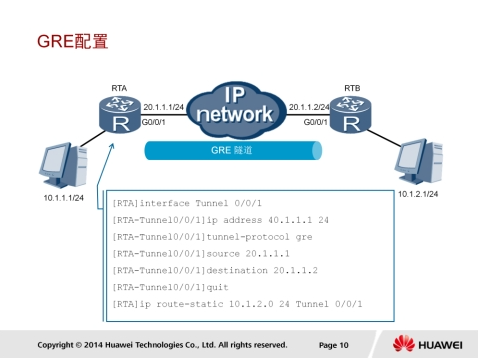 GRE配置
RTA
RTB
IP
network
20.1.1.1/24
20.1.1.2/24
G0/0/1
G0/0/1
R
R
GRE 隧道
10.1.1.1/24
10.1.2.1/24
[RTA]interface Tunnel 0/0/1
[RTA-Tunnel0/0/1]ip address 40.1.1.1 24
[RTA-Tunnel0/0/1]tunnel-protocol gre
[RTA-Tunnel0/0/1]source 20.1.1.1
[RTA-Tunnel0/0/1]destination 20.1.1.2
[RTA-Tunnel0/0/1]quit
[RTA]ip route-static 10.1.2.0 24 Tunnel 0/0/1
Copyright © 2014 Huawei Technologies Co., Ltd. All rights reserved.
Page 10
HUAWEI